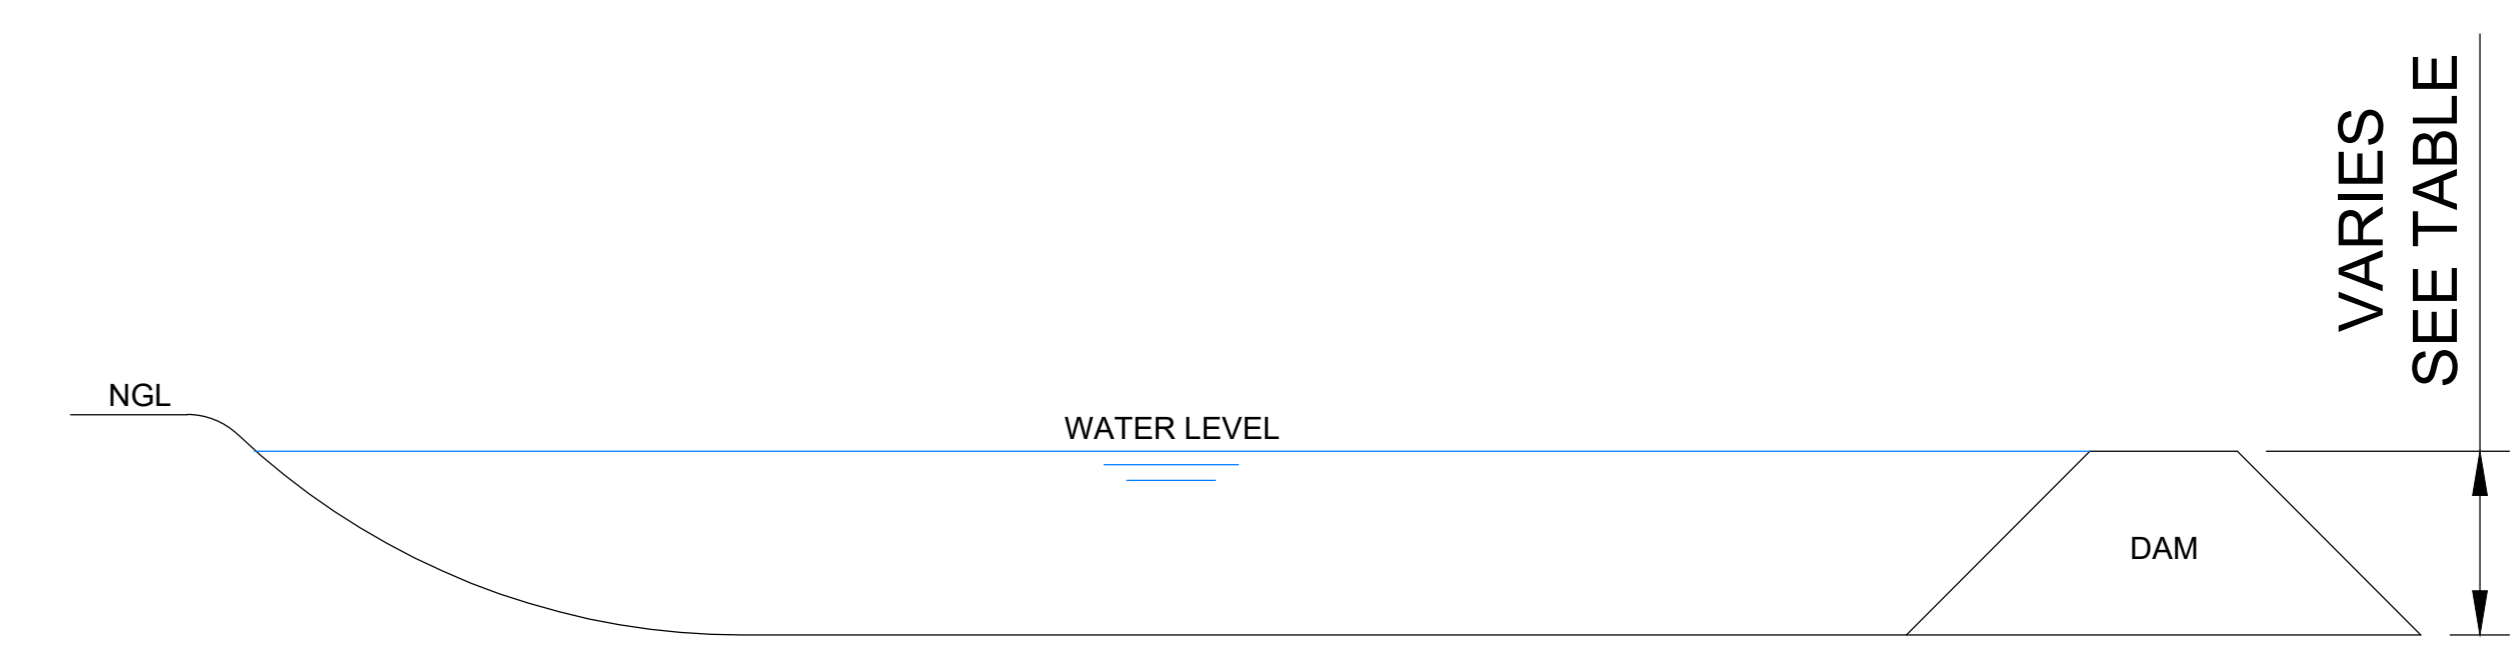 NGL
WATER LEVEL
DAM
VARIES
SEE TABLE